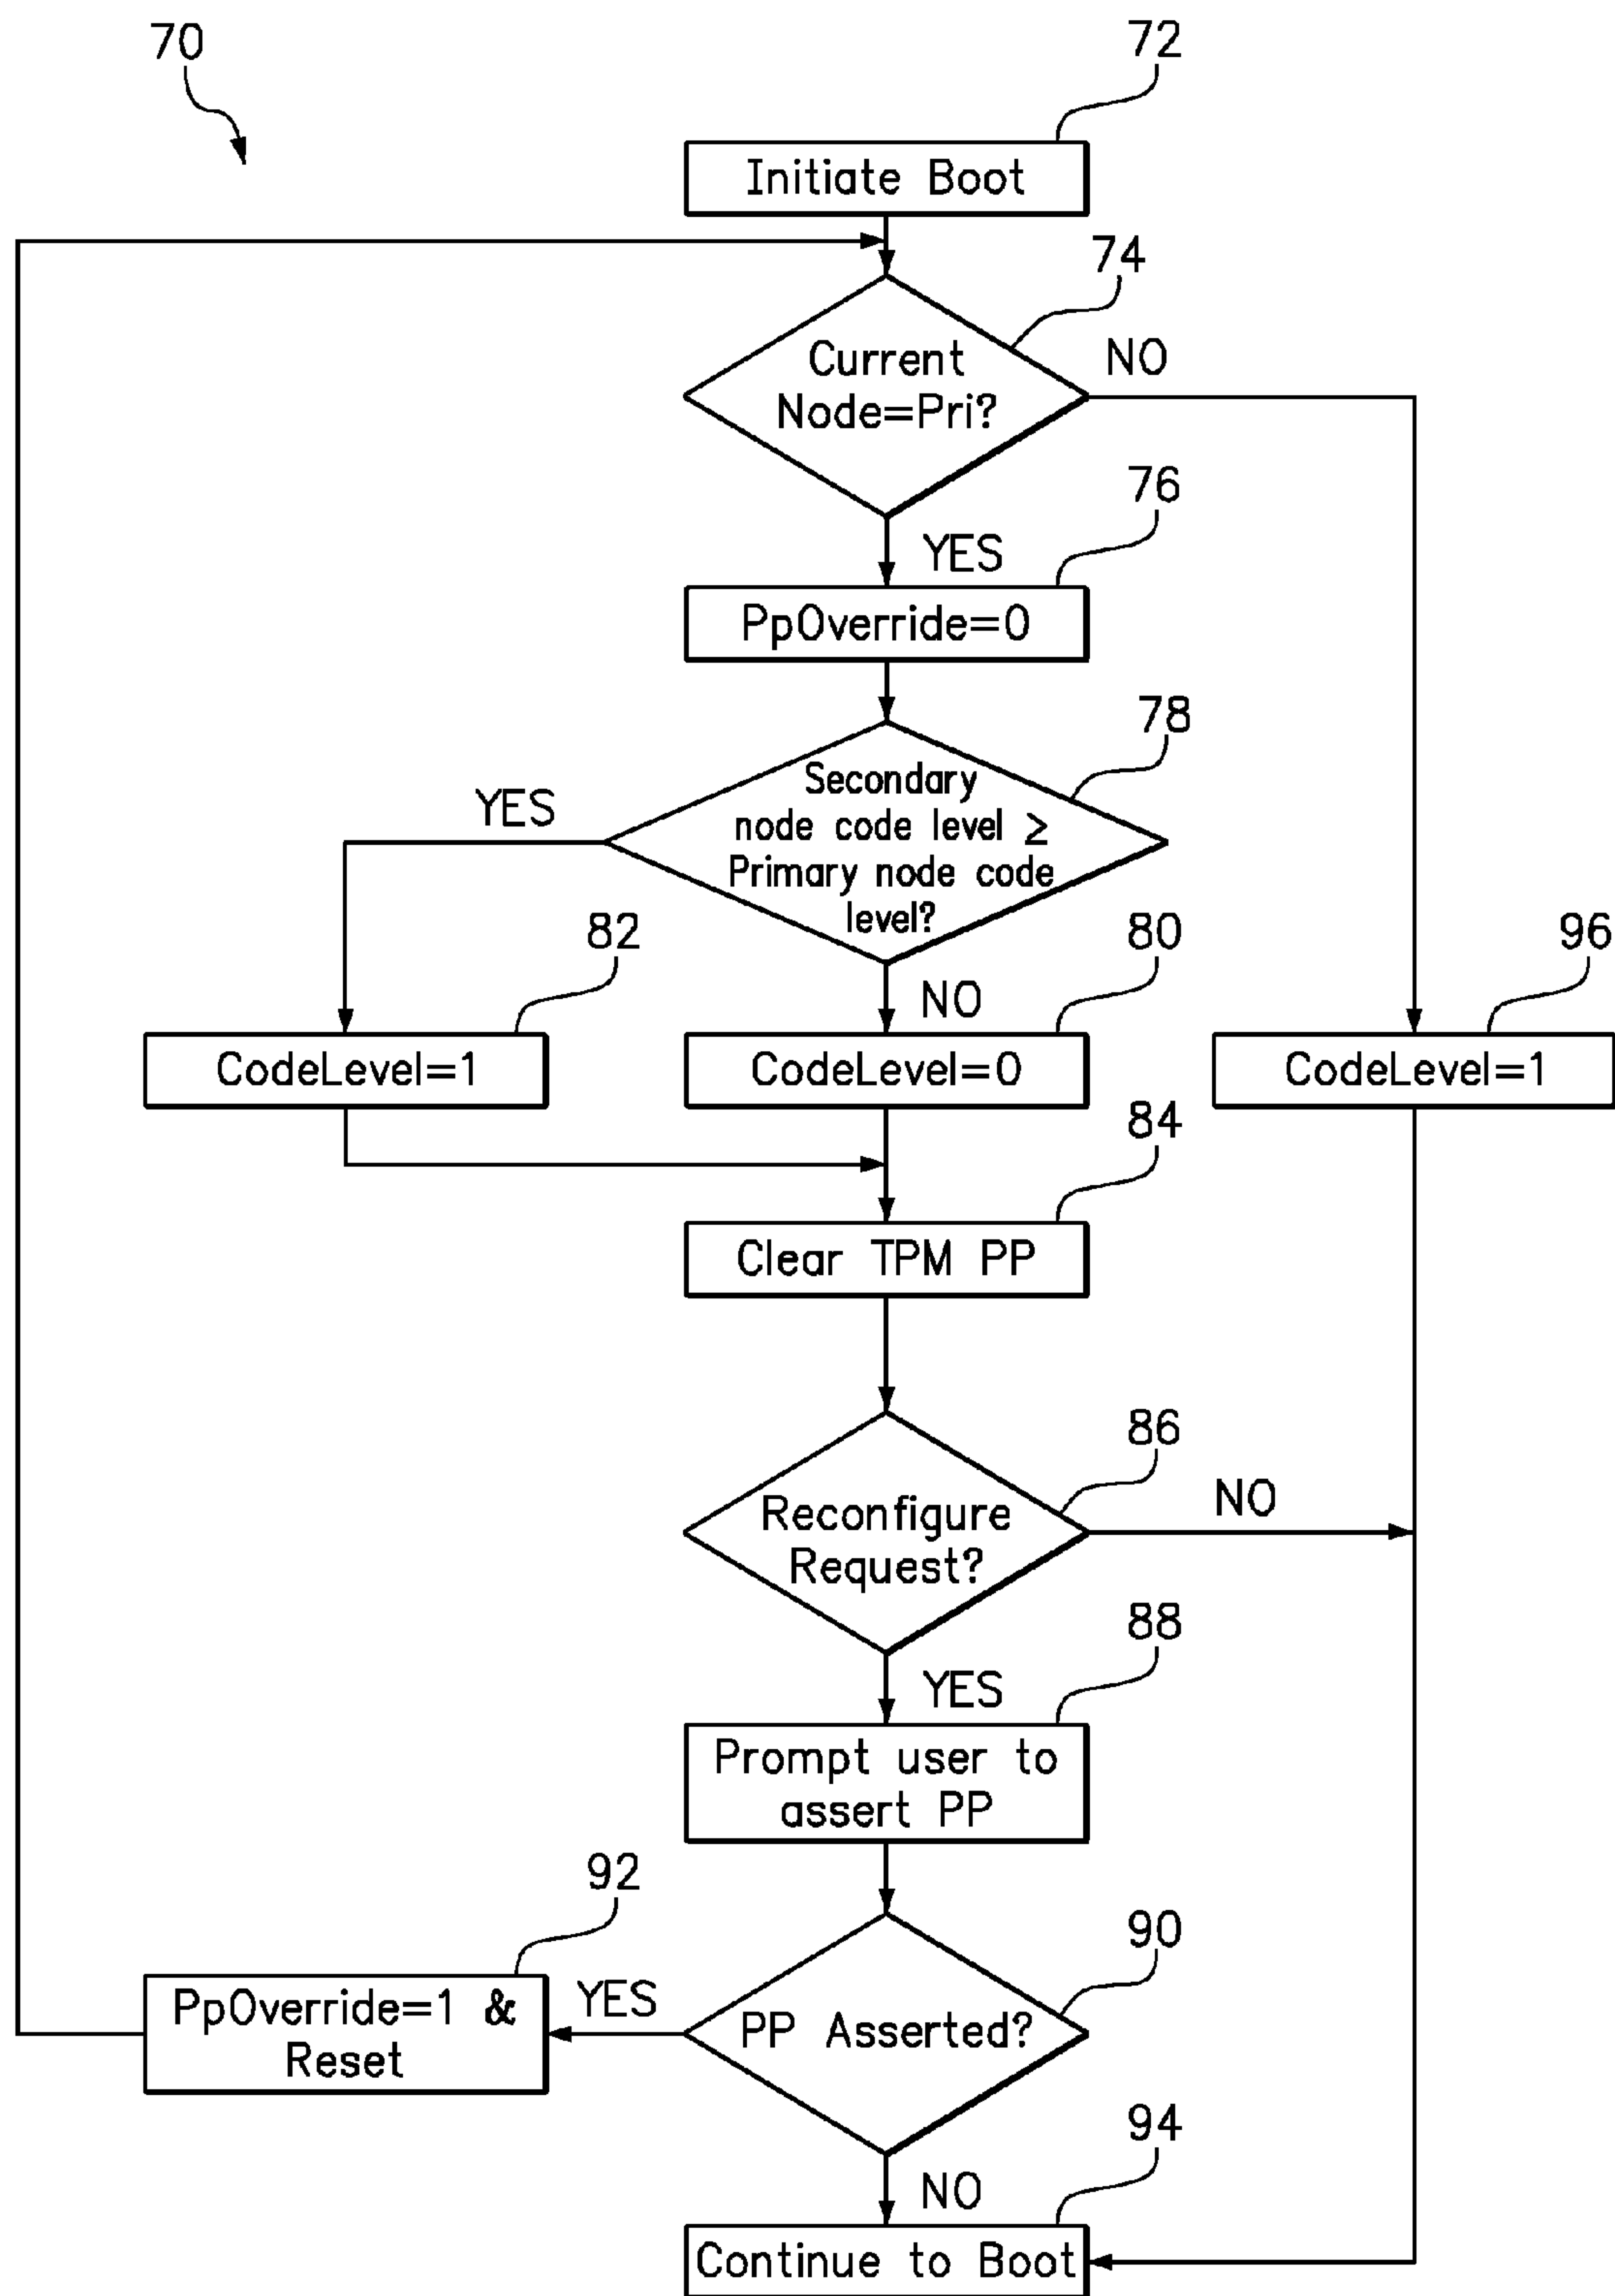 70
72
Initiate Boot
74
Current
Node=Pri?
NO
76
YES
PpOverride=0
78
Secondary
node code level ≥
Primary node code
level?
YES
82
NO
80
96
CodeLevel=1
CodeLevel=0
CodeLevel=1
84
Clear TPM PP
86
Reconfigure
Request?
NO
88
YES
Prompt user to
assert PP
92
90
PpOverride=1 &
Reset
YES
PP Asserted?
94
NO
Continue to Boot